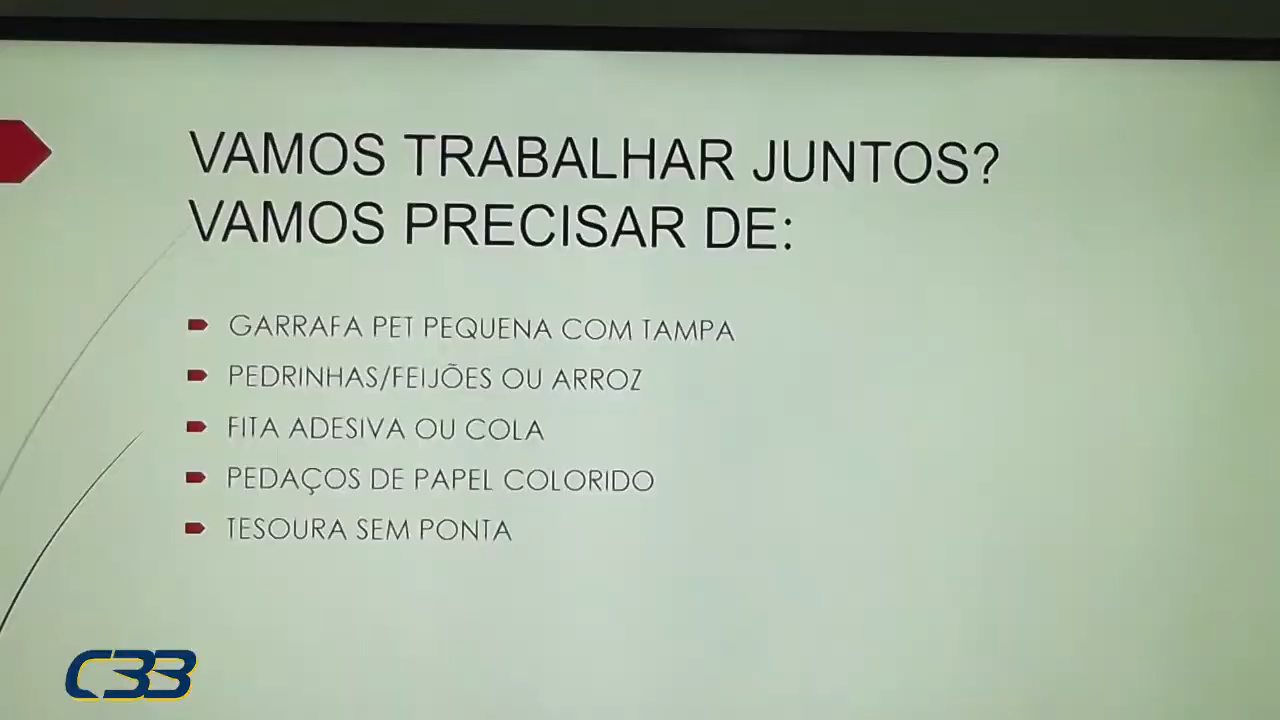 VAMOS TRABALHAR JUNTOS?
VAMOS PRECISAR DE:
GARRAFA PET PEQUENA COM TAMPA
PEDRINHAS/FEIJÕES OU ARROZ
FITA ADESIVA OU COLA
PEDAÇOS DE PAPEL COLORIDO
TESOURA SEM PONTA
C33